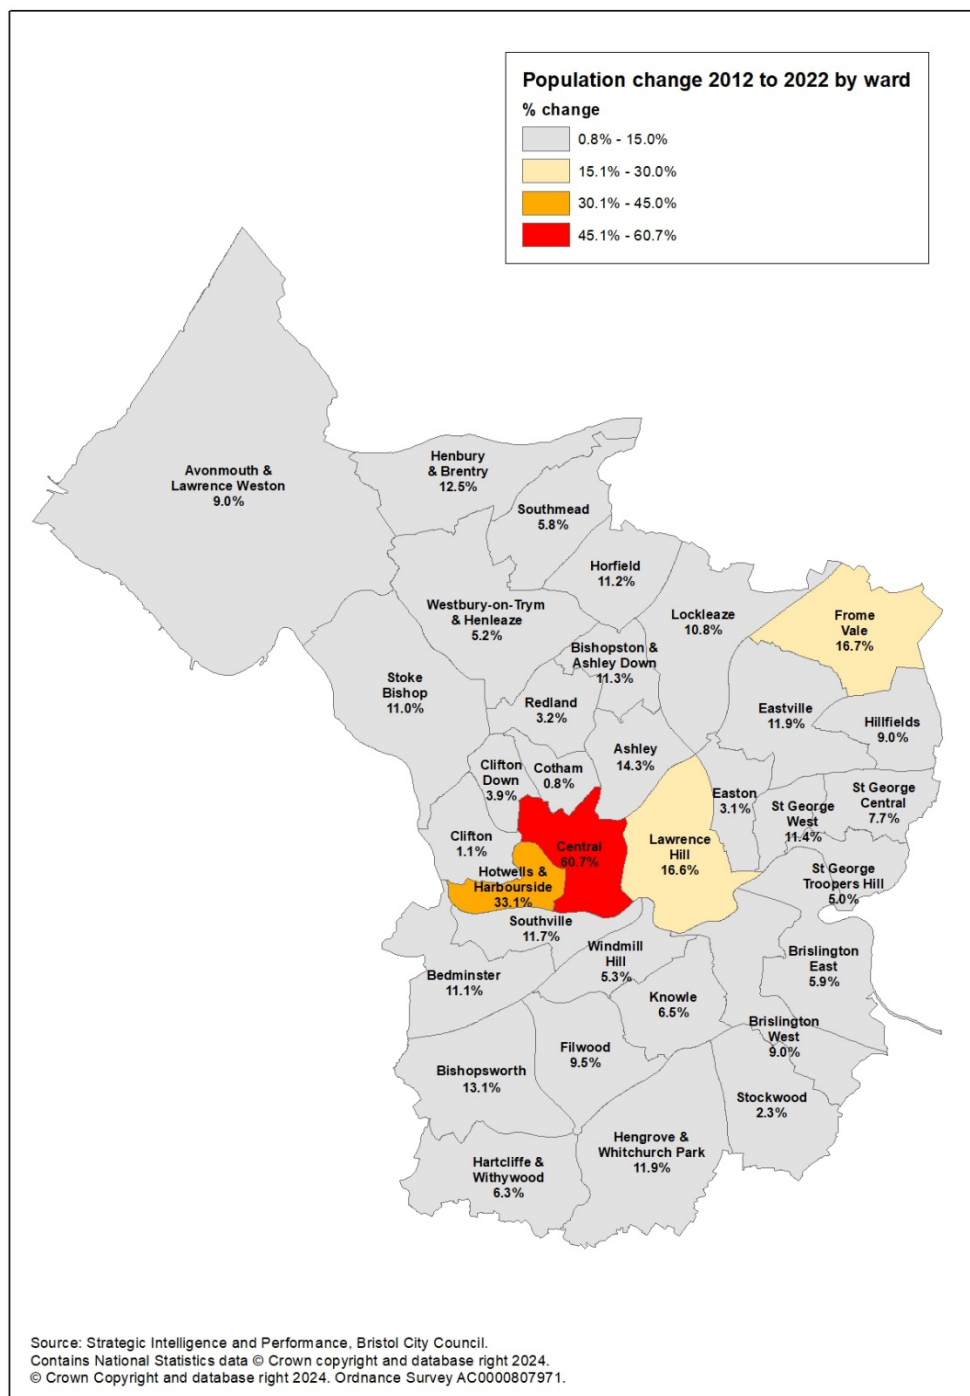 Population change 2012 to 2022 by ward
% change
0.8% - 15.0%
15.1% - 30.0%
30.1% - 45.0%
45.1% - 60.7%
Avonmouth &
Lawrence Weston
9.0%
Henbury
& Brentry
12.5%
Southmead
5.8%
Horfield
11.2%
Lockleaze
10.8%
Frome
Vale
16.7%
Westbury-on-Trym
& Henleaze
5.2%
Bishopston &
Ashley Down
11.3%
Stoke
Bishop
11.0%
Redland
3.2%
Eastville
11.9%
Hillfields
9.0%
Ashley
14.3%
Clifton
Down
3.9%
Cotham
0.8%
Easton
3.1%
St George
Central
7.7%
St George
West
11.4%
Clifton
1.1%
Central
60.7%
Lawrence
Hill
16.6%
Hotwells &
Harbourside
33.1%
St George
Troopers Hill
5.0%
Southville
11.7%
Windmill
Hill
5.3%
Brislington
East
5.9%
Bedminster
11.1%
Knowle
6.5%
Brislington
West
9.0%
Filwood
9.5%
Bishopsworth
13.1%
Stockwood
2.3%
Hengrove &
Whitchurch Park
11.9%
Hartcliffe &
Withywood
6.3%
Source: Strategic Intelligence and Performance, Bristol City Council.
Contains National Statistics data © Crown copyright and database right 2024.
© Crown Copyright and database right 2024. Ordnance Survey AC0000807971.